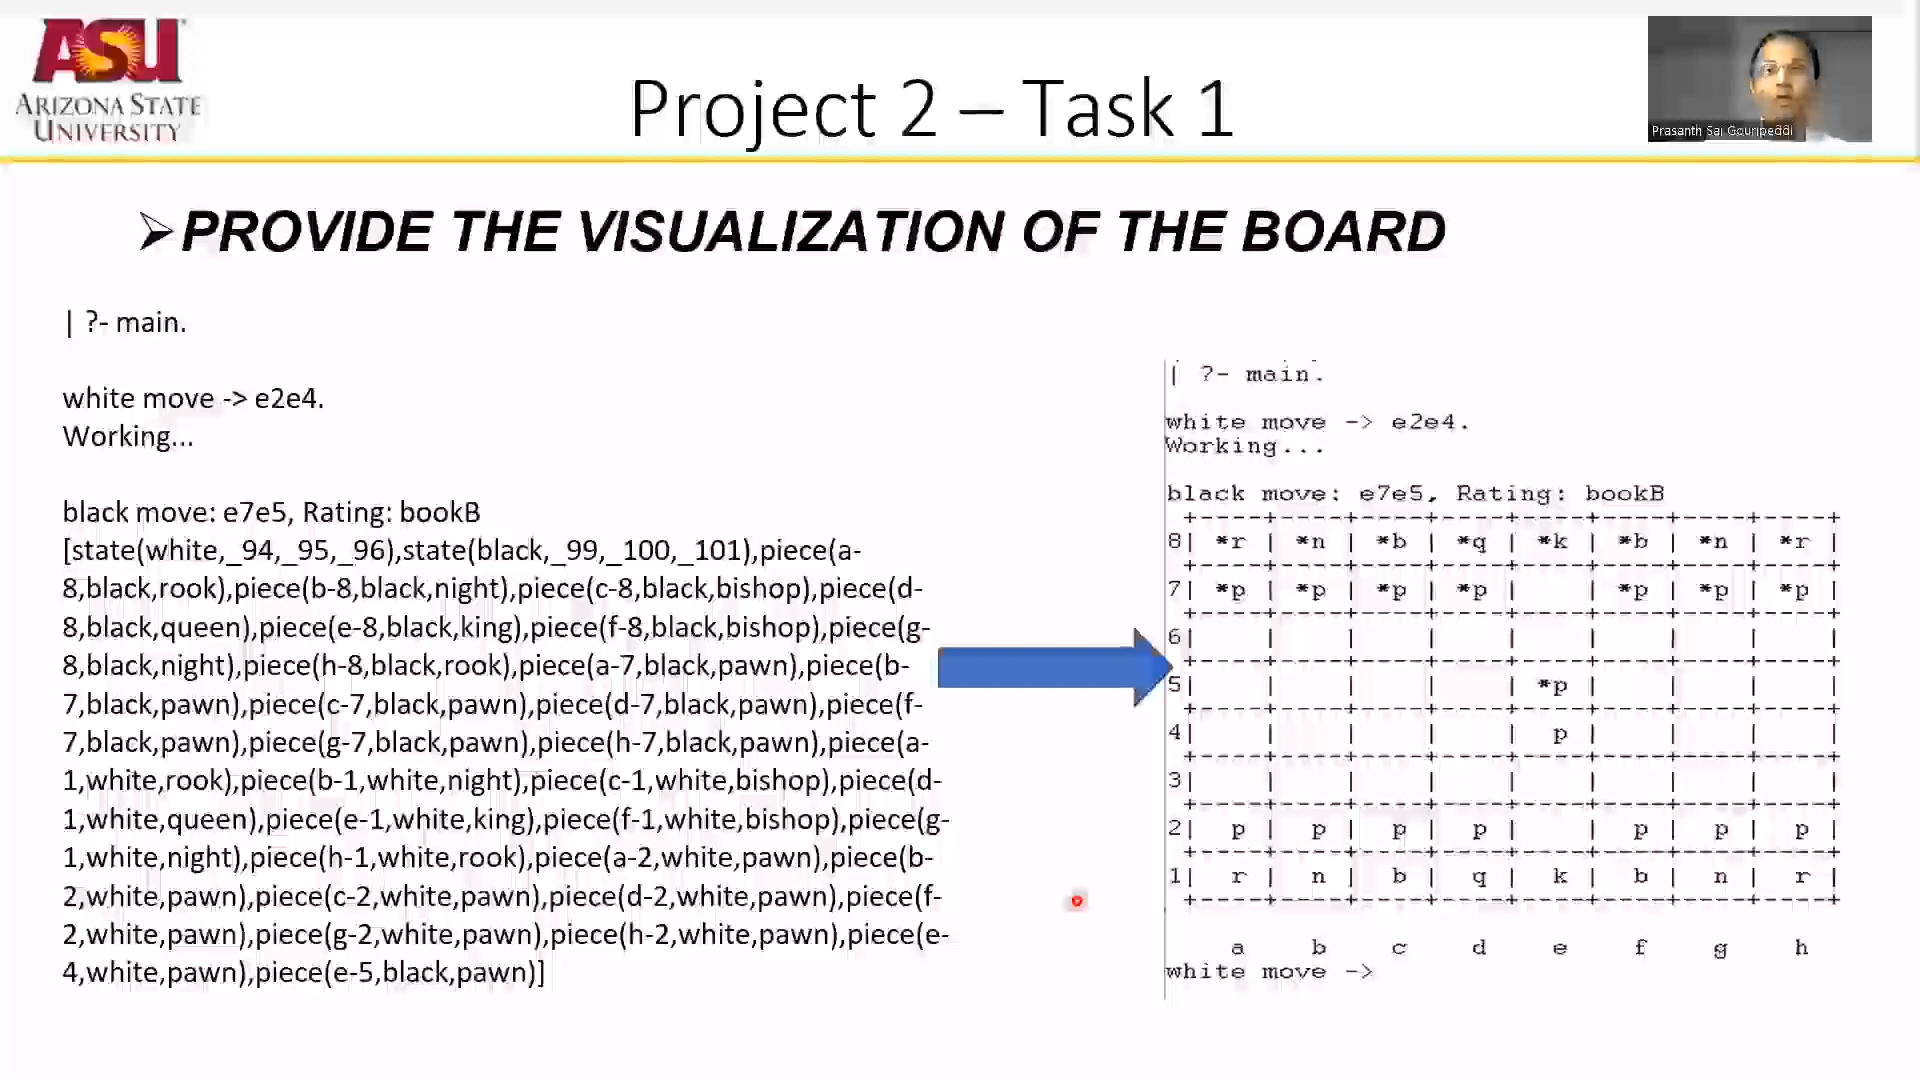 ASU
ARIZONA STATE
UNIVERSITY
Project 2 – Task 1
Prasanth Sai Gouripeddi
➢PROVIDE THE VISUALIZATION OF THE BOARD
| ?- main.
white move -> e2e4.
Working...
black move: e7e5, Rating: bookB
[state(white,_94,_95,_96),state(black,_99,_100,_101),piece(a-
8,black,rook),piece(b-8,black,night),piece(c-8,black,bishop),piece(d-
8,black,queen),piece(e-8,black,king),piece(f-8,black,bishop),piece(g-
8,black,night),piece(h-8,black,rook),piece(a-7,black,pawn),piece(b-
7,black,pawn),piece(c-7,black,pawn),piece(d-7,black,pawn),piece(f-
7,black,pawn),piece(g-7,black,pawn),piece(h-7,black,pawn),piece(a-
1,white,rook),piece(b-1,white,night),piece(c-1,white,bishop),piece(d-
1,white,queen),piece(e-1,white,king),piece(f-1,white,bishop),piece(g-
1,white,night),piece(h-1,white,rook),piece(a-2,white,pawn),piece(b-
2,white,pawn),piece(c-2,white,pawn),piece(d-2,white,pawn),piece(f-
2,white,pawn),piece(g-2,white,pawn),piece(h-2,white,pawn),piece(e-
4,white,pawn),piece(e-5,black,pawn)]
| ?- main.
white move -> e2e4.
Working...
black move: e7e5, Rating: bookB
+----+----+----+----+----+----+----+----+
8| *r | *n | *b | *q | *k | *b | *n | *r |
+----+----+----+----+----+----+----+----+
7| *p | *p | *p | *p |    | *p | *p | *p |
+----+----+----+----+----+----+----+----+
6|    |    |    |    |    |    |    |    |
+----+----+----+----+----+----+----+----+
5|    |    |    |    | *p |    |    |    |
+----+----+----+----+----+----+----+----+
4|    |    |    |    |  p |    |    |    |
+----+----+----+----+----+----+----+----+
3|    |    |    |    |    |    |    |    |
+----+----+----+----+----+----+----+----+
2|  p |  p |  p |  p |    |  p |  p |  p |
+----+----+----+----+----+----+----+----+
1|  r |  n |  b |  q |  k |  b |  n |  r |
+----+----+----+----+----+----+----+----+
a b c d e f g h
white move ->